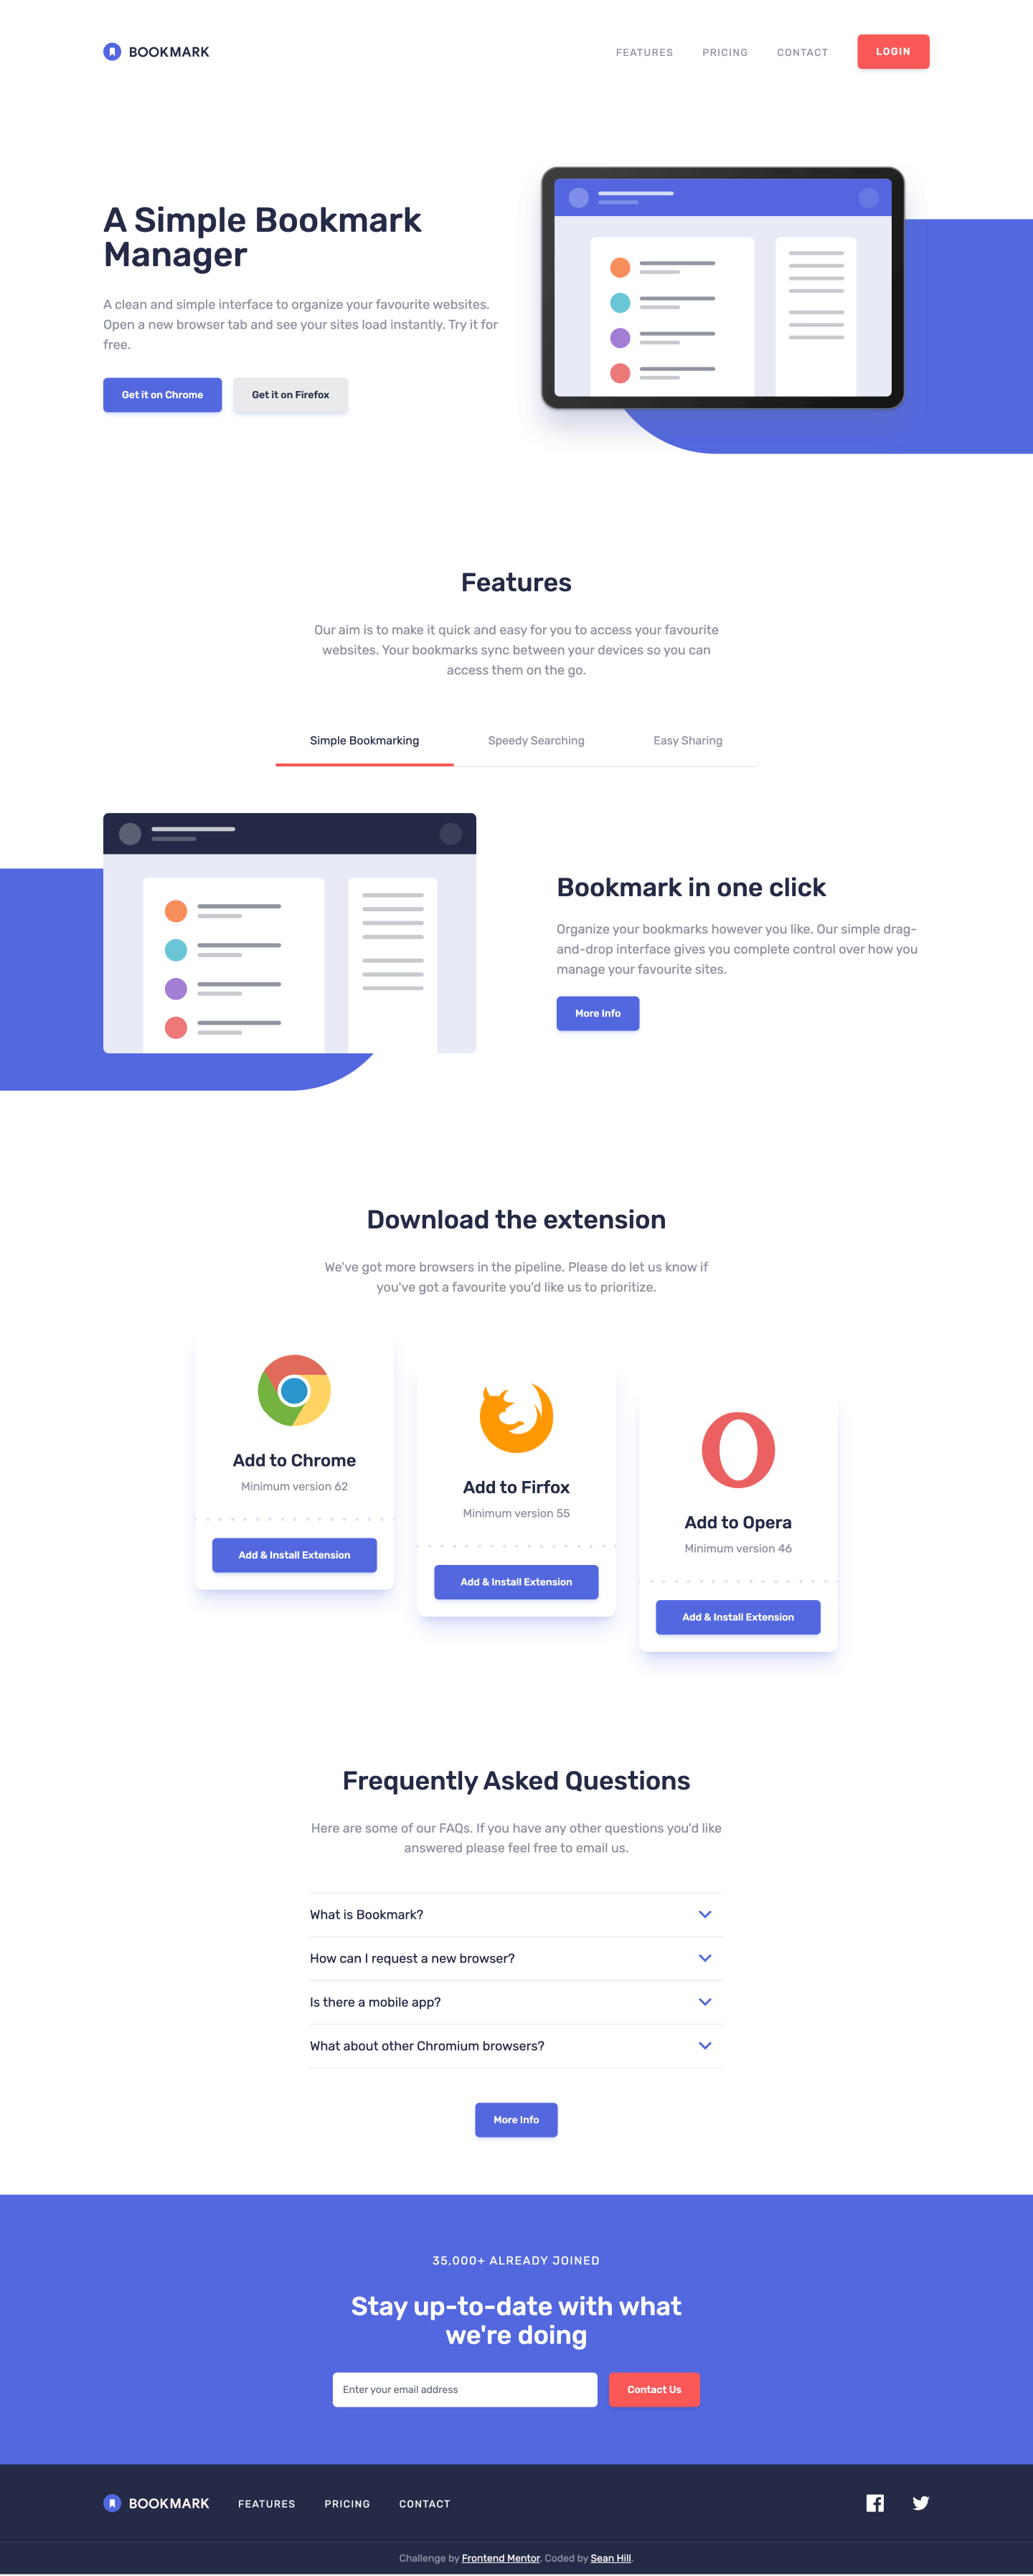 BOOKMARK
FEATURES
PRICING
CONTACT
LOGIN
A Simple Bookmark
Manager
A clean and simple interface to organize your favourite websites.
Open a new browser tab and see your sites load instantly. Try it for
free.
Get it on Chrome
Get it on Firefox
Features
Our aim is to make it quick and easy for you to access your favourite
websites. Your bookmarks sync between your devices so you can
access them on the go.
Simple Bookmarking
Speedy Searching
Easy Sharing
Bookmark in one click
Organize your bookmarks however you like. Our simple drag-
and-drop interface gives you complete control over how you
manage your favourite sites.
More Info
Download the extension
We've got more browsers in the pipeline. Please do let us know if
you've got a favourite you'd like us to prioritize.
Add to Chrome
Minimum version 62
Add & Install Extension
Add to Firfox
Minimum version 55
Add & Install Extension
Add to Opera
Minimum version 46
Add & Install Extension
Frequently Asked Questions
Here are some of our FAQs. If you have any other questions you'd like
answered please feel free to email us.
What is Bookmark?
How can I request a new browser?
Is there a mobile app?
What about other Chromium browsers?
More Info
35,000+ ALREADY JOINED
Stay up-to-date with what
we're doing
Enter your email address
Contact Us
BOOKMARK
FEATURES
PRICING
CONTACT
Challenge by Frontend Mentor. Coded by Sean Hill.